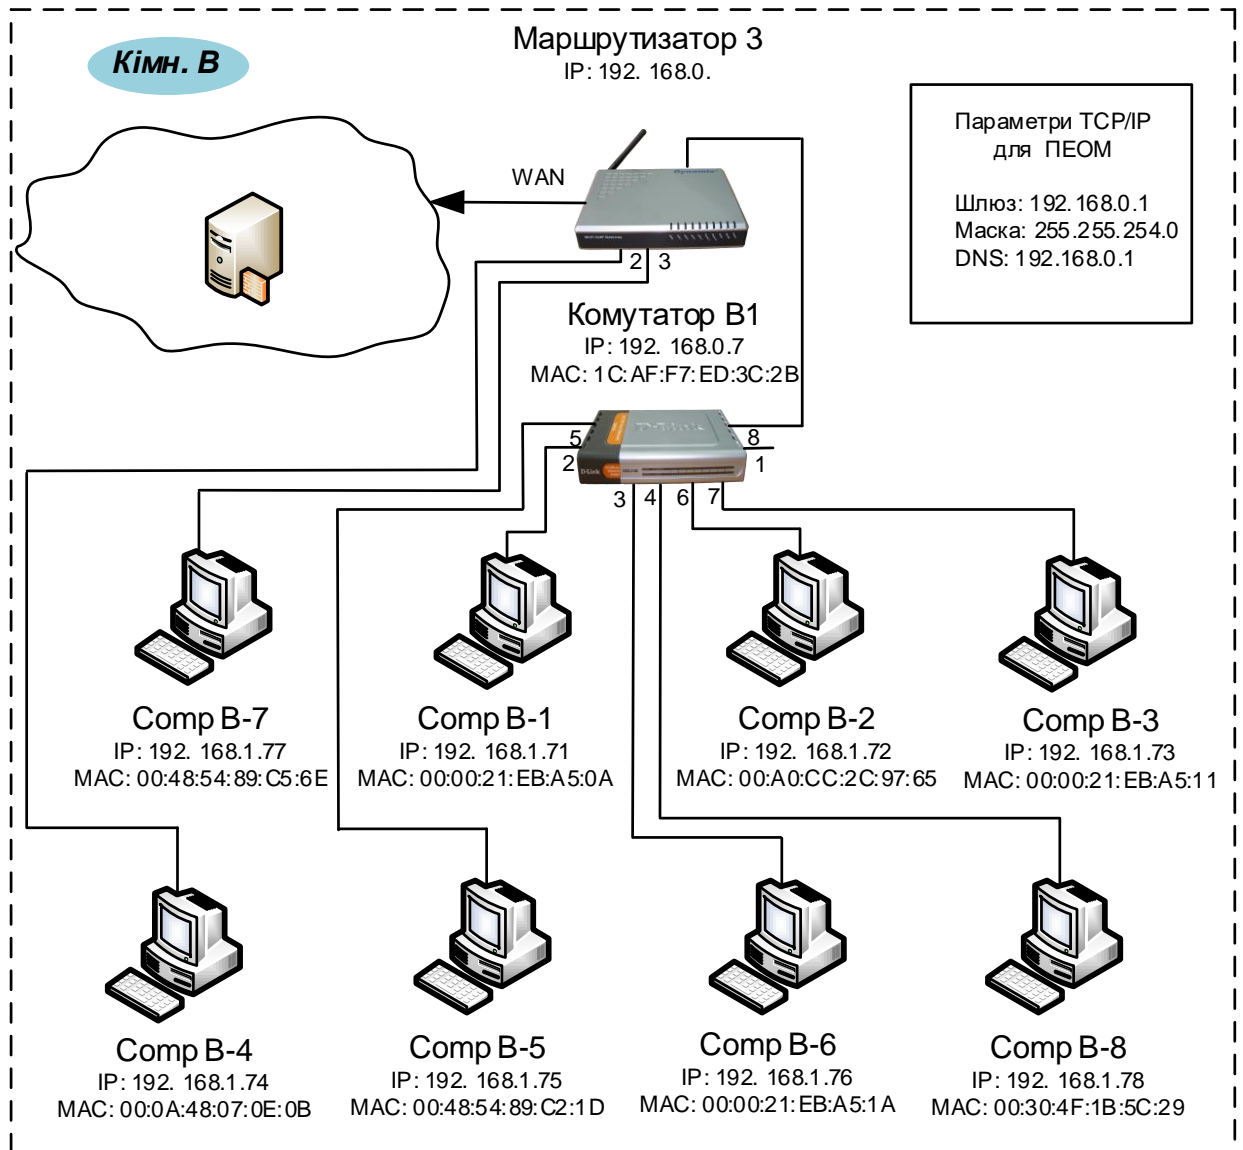 Кімн. В
Маршрутизатор 3
IP: 192. 168.0.
Параметри TCP/IP
для ПЕОМ
Шлюз: 192.168.0.1
Маска: 255.255.254.0
DNS: 192.168.0.1
WAN
Dynamix
2 3
Комутатор В1
IP: 192. 168.0.7
MAC: 1C:AF:F7:ED:3C:2B
D-Link
5 8
2 1
D-Link
3 4 6 7
Comp B-7
IP: 192. 168.1.77
MAC: 00:48:54:89:C5:6E
Comp B-1
IP: 192. 168.1.71
MAC: 00:00:21:EB:A5:0A
Comp B-2
IP: 192. 168.1.72
MAC: 00:A0:CC:2C:97:65
Comp B-3
IP: 192. 168.1.73
MAC: 00:00:21:EB:A5:11
Comp B-4
IP: 192. 168.1.74
MAC: 00:0A:48:07:0E:0B
Comp B-5
IP: 192. 168.1.75
MAC: 00:48:54:89:C2:1D
Comp B-6
IP: 192. 168.1.76
MAC: 00:00:21:EB:A5:1A
Comp B-8
IP: 192. 168.1.78
MAC: 00:30:4F:1B:5C:29